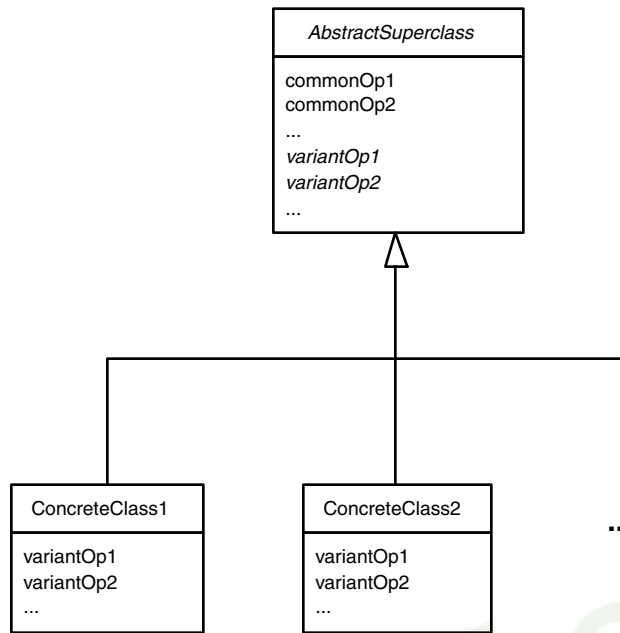 AbstractSuperclass
commonOp1
commonOp2
...
variantOp1
variantOp2
...
ConcreteClass1
variantOp1
variantOp2
...
ConcreteClass2
variantOp1
variantOp2
...
..